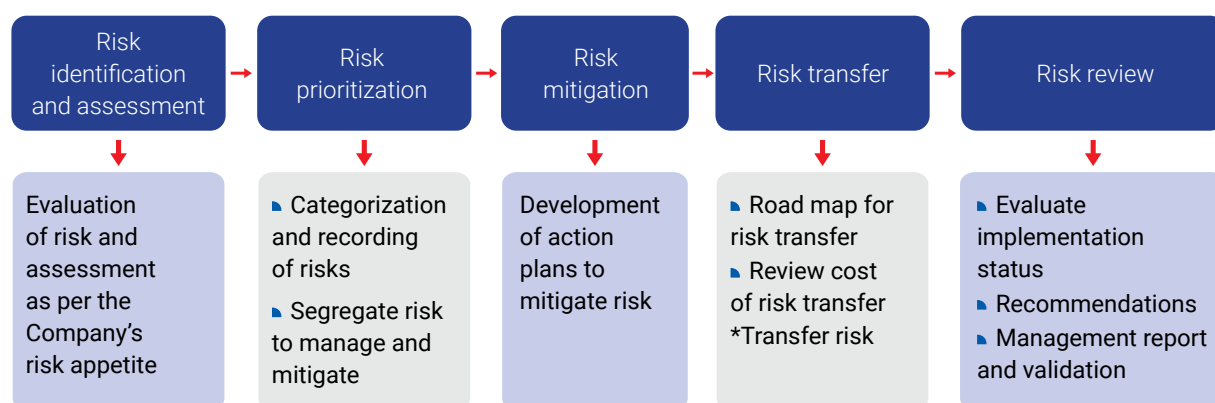 Risk
identification
and assessment
Risk
prioritization
Risk
mitigation
Risk transfer
Risk review
Evaluation
of risk and
assessment
as per the
Company’s
risk appetite
Categorization
and recording
of risks
Segregate risk
to manage and
mitigate
Development
of action
plans to
mitigate risk
Road map for
risk transfer
Review cost
of risk transfer
*Transfer risk
Evaluate
implementation
status
Recommendations
Management report
and validation